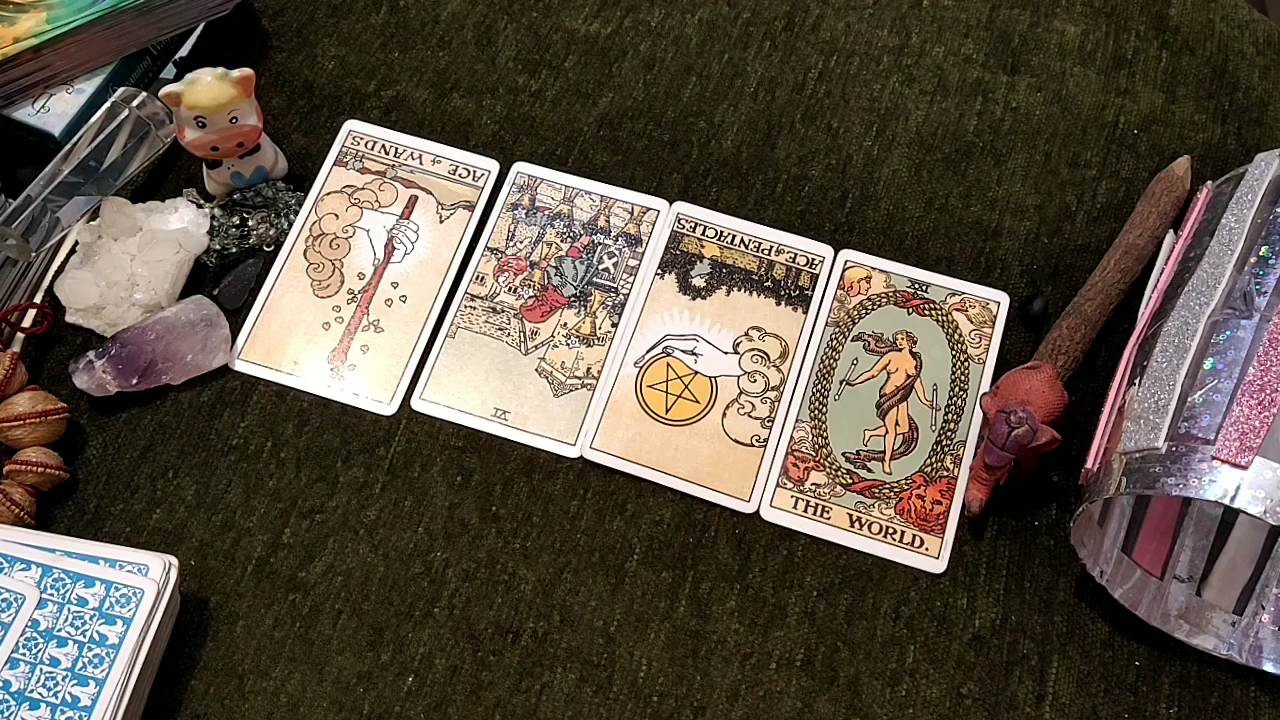 ACE of WANDS
VI
ACE of PENTACLES
XXI
THE WORLD.